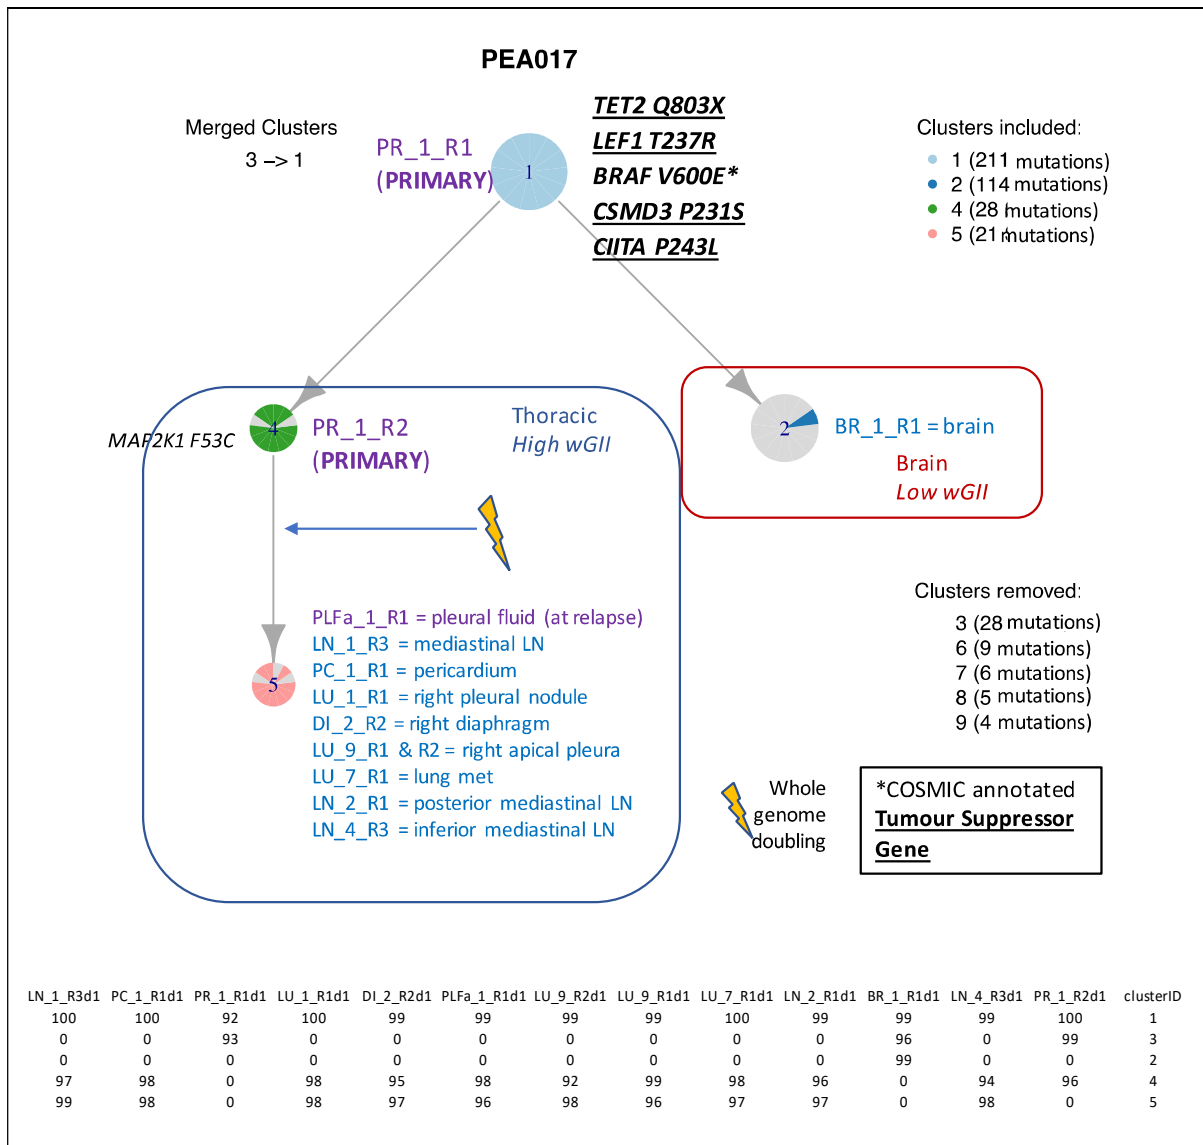 PEA017
Merged Clusters
3 −> 1
PR_1_R1
(PRIMARY)
1
TET2 Q803X
LEF1 T237R
BRAF V600E*
CSMD3 P231S
CIITA P243L
Clusters included:
1 (211 mutations)
2 (114 mutations)
4 (28 mutations)
5 (21 mutations)
MAP2K1 F53C
4
PR_1_R2
(PRIMARY)
Thoracic
High wGII
2
BR_1_R1 = brain
Brain
Low wGII
5
PLFa_1_R1 = pleural fluid (at relapse)
LN_1_R3 = mediastinal LN
PC_1_R1 = pericardium
LU_1_R1 = right pleural nodule
DI_2_R2 = right diaphragm
LU_9_R1 & R2 = right apical pleura
LU_7_R1 = lung met
LN_2_R1 = posterior mediastinal LN
LN_4_R3 = inferior mediastinal LN
Clusters removed:
3 (28 mutations)
6 (9 mutations)
7 (6 mutations)
8 (5 mutations)
9 (4 mutations)
Whole
genome
doubling
*COSMIC annotated
Tumour Suppressor
Gene
LN_1_R3d1 PC_1_R1d1 PR_1_R1d1 LU_1_R1d1 DI_2_R2d1 PLFa_1_R1d1 LU_9_R2d1 LU_9_R1d1 LU_7_R1d1 LN_2_R1d1 BR_1_R1d1 LN_4_R3d1 PR_1_R2d1 clusterID
100 100 92 100 99 99 99 99 100 99 99 99 100 1
0 0 93 0 0 0 0 0 0 0 96 0 99 3
0 0 0 0 0 0 0 0 0 0 99 0 0 2
97 98 0 98 95 98 92 99 98 96 0 94 96 4
99 98 0 98 97 96 98 96 97 97 0 98 0 5